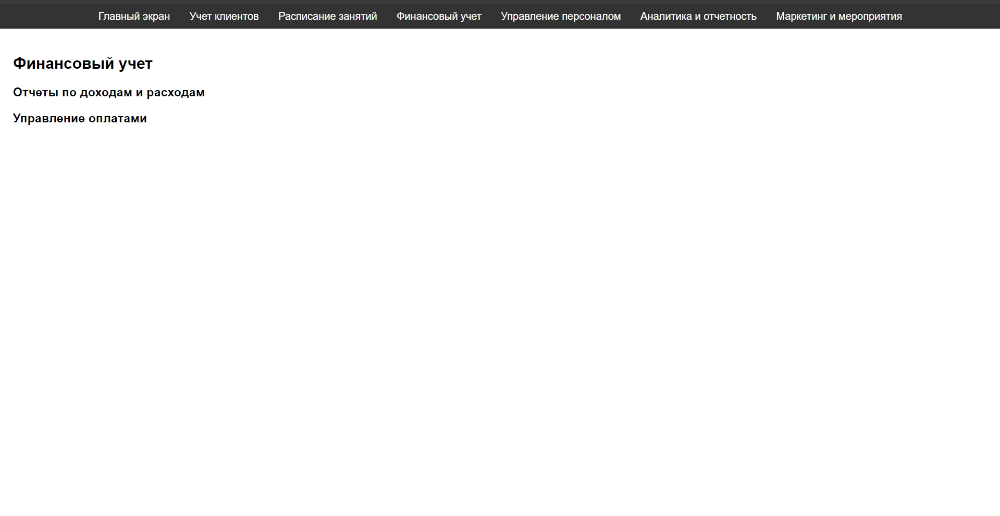 Главный экран Учет клиентов Расписание занятий Финансовый учет Управление персоналом Аналитика и отчетность Маркетинг и мероприятия
Финансовый учет
Отчеты по доходам и расходам
Управление оплатами